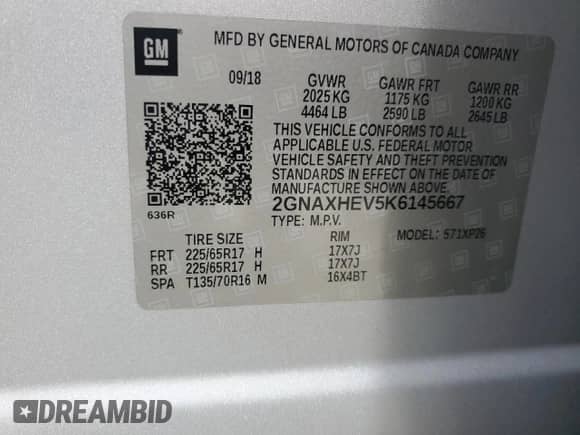 GM
MFD BY GENERAL MOTORS OF CANADA COMPANY
09/18 GVWR GAWR FRT GAWR RR
2025 KG 1175 KG 1200 KG
4464 LB 2590 LB 2645 LB
THIS VEHICLE CONFORMS TO ALL
APPLICABLE U.S. FEDERAL MOTOR
VEHICLE SAFETY AND THEFT PREVENTION
STANDARDS IN EFFECT ON THE DATE
OF MANUFACTURE SHOWN ABOVE.
636R 2GNAXHEV5K6145667
TYPE: M.P.V. MODEL: 571XP26
TIRE SIZE RIM
FRT 225/65R17 H 17X7J
RR 225/65R17 H 17X7J
SPA T135/70R16 M 16X4BT
DREAMBID